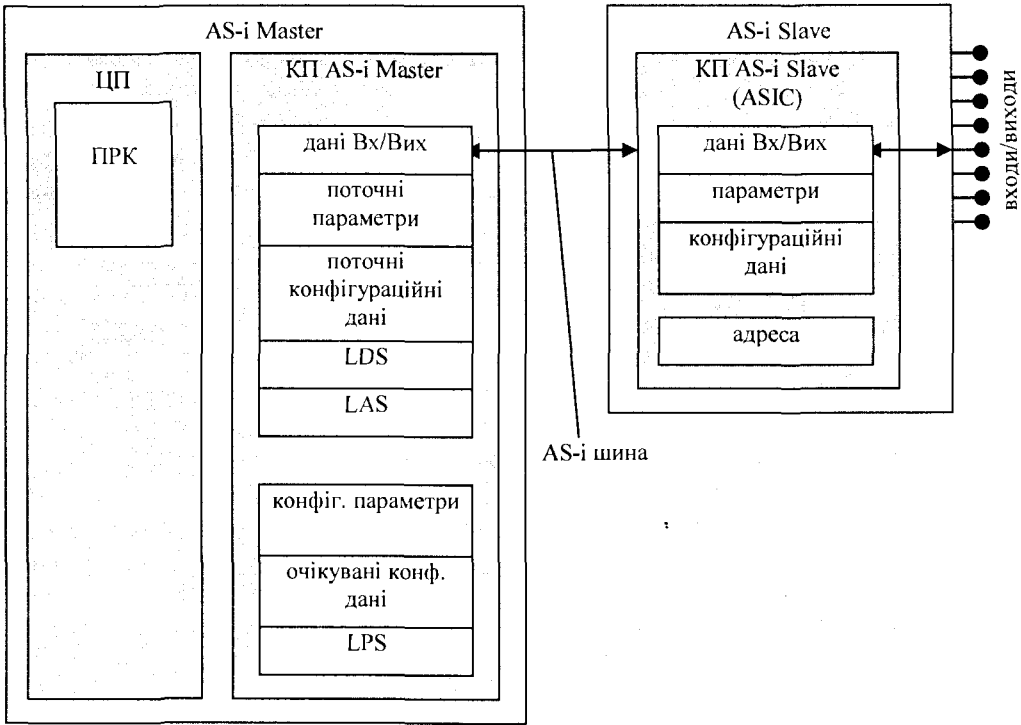 AS-i Master
ЦП
ПРК
КП AS-i Master
дані Вх/Вих
поточні
параметри
поточні
конфігураційні
дані
LDS
LAS
конфіг. параметри
очікувані конф.
дані
LPS
AS-i шина
AS-i Slave
КП AS-i Slave
(ASIC)
дані Вх/Вих
параметри
конфігураційні
дані
адреса
входи/виходи